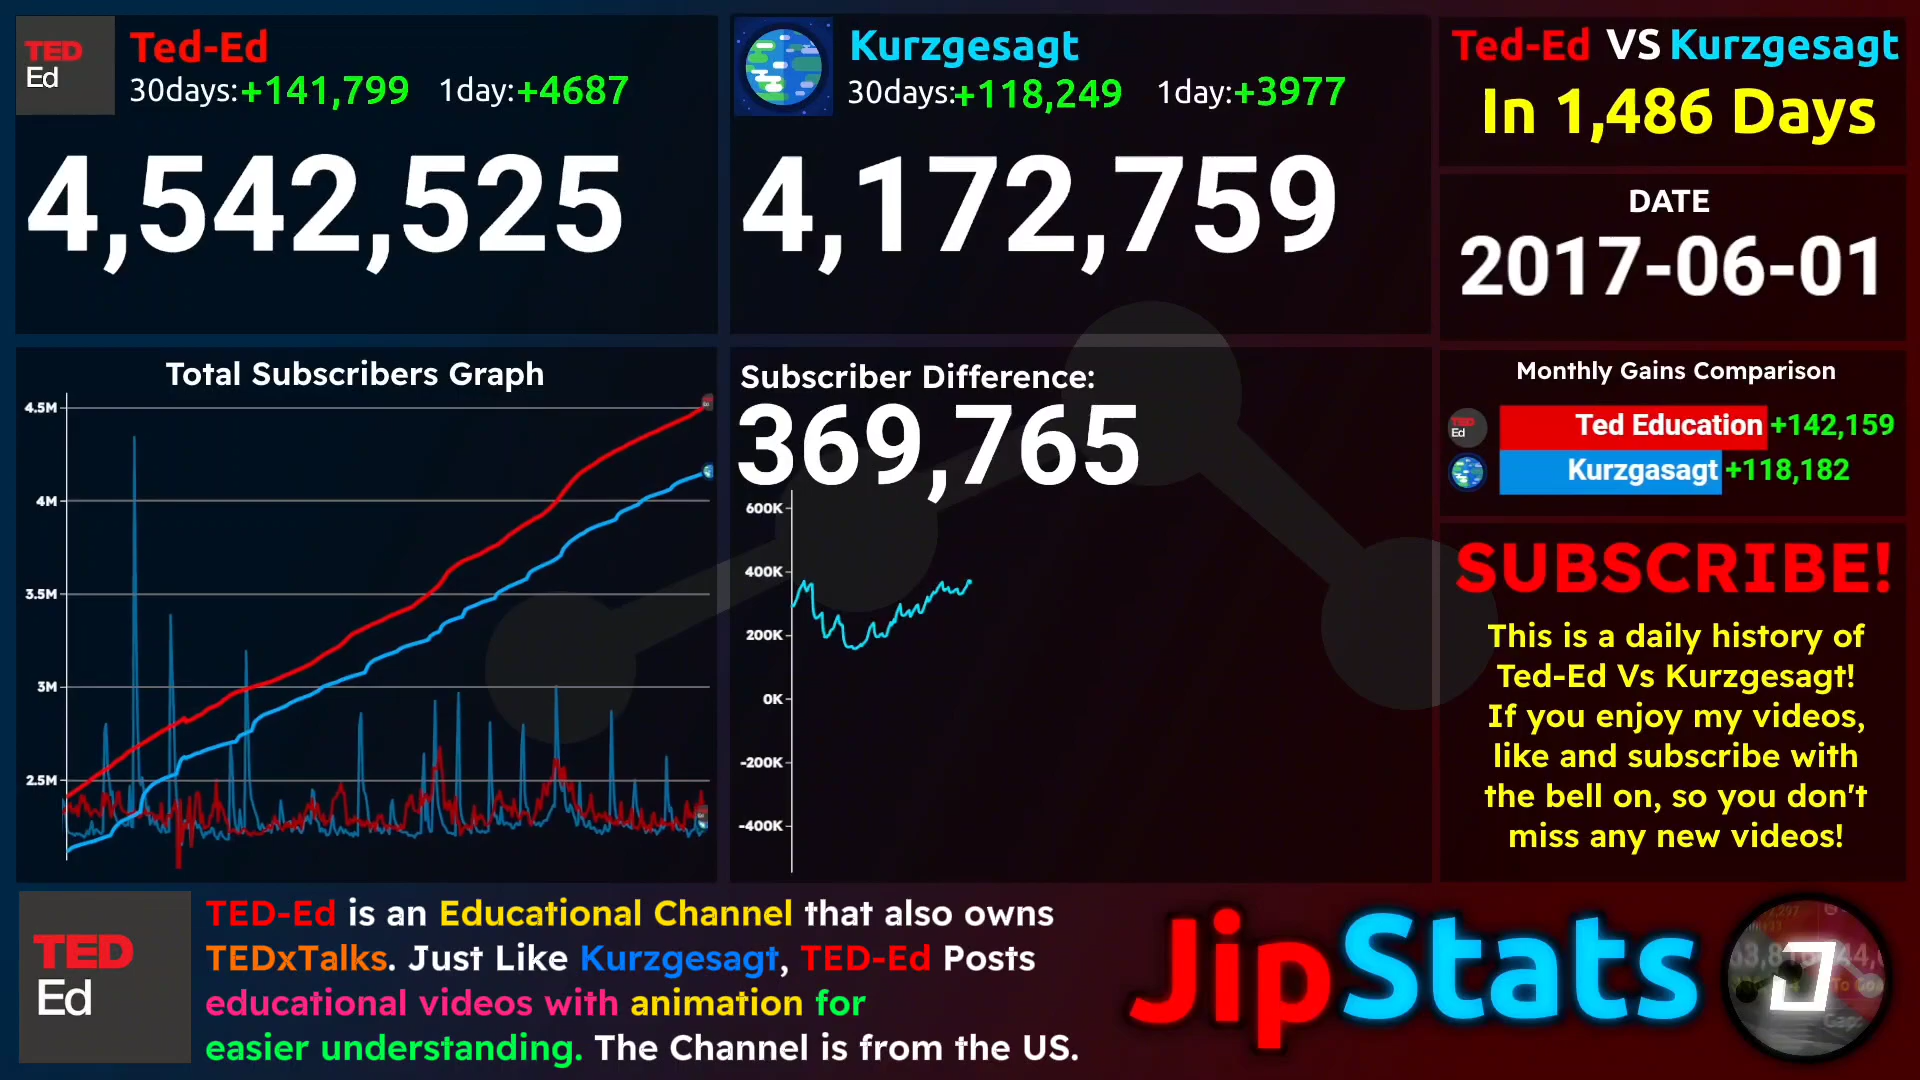 TED
Ed
Ted-Ed
30days:+141,799 1day:+4687
4,542,525
Kurzgesagt
30days:+118,249 1day:+3977
4,172,759
Ted-Ed VS Kurzgesagt
In 1,486 Days
DATE
2017-06-01
Total Subscribers Graph
4.5M
4M
3.5M
3M
2.5M
Subscriber Difference:
369,765
600K
400K
200K
0K
-200K
-400K
Monthly Gains Comparison
TED
Ed
Ted Education +142,159
Kurzgasagt +118,182
SUBSCRIBE!
This is a daily history of
Ted-Ed Vs Kurzgesagt!
If you enjoy my videos,
like and subscribe with
the bell on, so you don't
miss any new videos!
TED
Ed
TED-Ed is an Educational Channel that also owns
TEDxTalks. Just Like Kurzgesagt, TED-Ed Posts
educational videos with animation for
easier understanding. The Channel is from the US.
JipStats
J